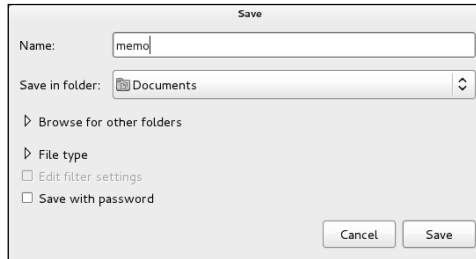 Save
Name: memo
Save in folder: Documents
Browse for other folders
File type
Edit filter settings
Save with password
Cancel Save